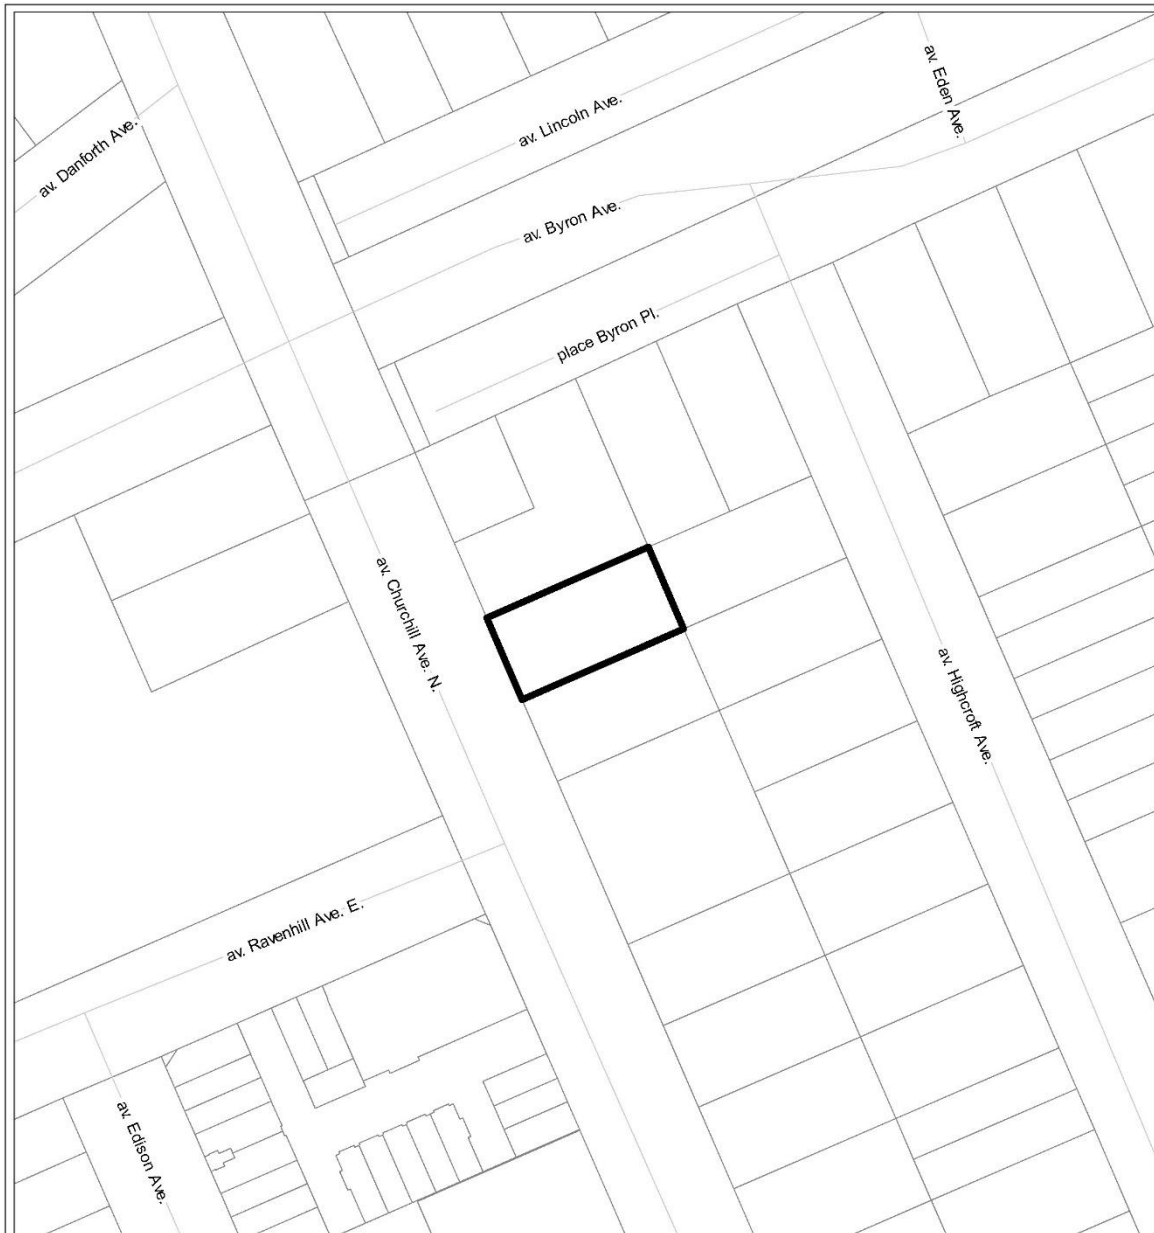 av. Eden Ave.
av. Lincoln Ave.
av. Danforth Ave.
av. Byron Ave.
place Byron Pl.
av. Churchill Ave. N.
av. Highcroft Ave.
av. Ravenhill Ave. E.
av. Edison Ave.